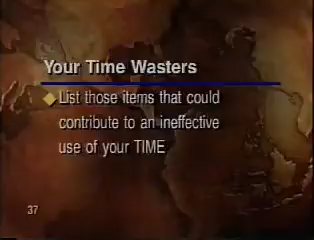 Your Time Wasters
List those items that could
contribute to an ineffective
use of your TIME
37